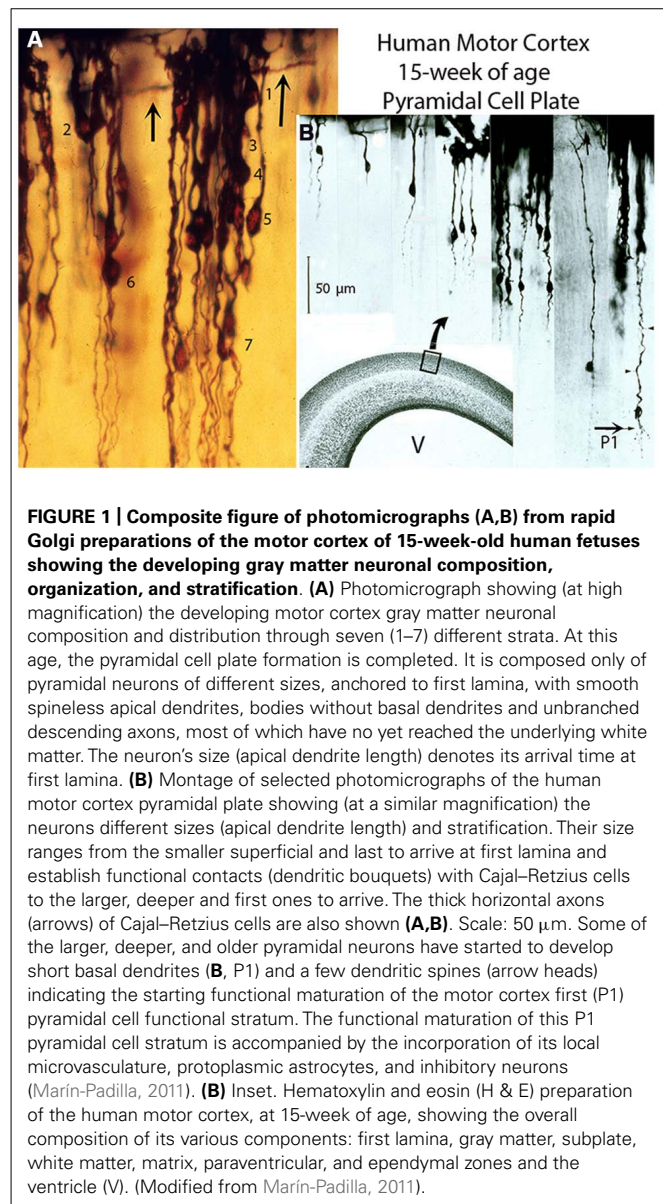 A
Human Motor Cortex
15-week of age
Pyramidal Cell Plate
B
1
2
3
4
5
6
7
50 μm
V
P1
FIGURE 1 | Composite figure of photomicrographs (A,B) from rapid
Golgi preparations of the motor cortex of 15-week-old human fetuses
showing the developing gray matter neuronal composition,
organization, and stratification. (A) Photomicrograph showing (at high
magnification) the developing motor cortex gray matter neuronal
composition and distribution through seven (1–7) different strata. At this
age, the pyramidal cell plate formation is completed. It is composed only of
pyramidal neurons of different sizes, anchored to first lamina, with smooth
spineless apical dendrites, bodies without basal dendrites and unbranched
descending axons, most of which have no yet reached the underlying white
matter. The neuron's size (apical dendrite length) denotes its arrival time at
first lamina. (B) Montage of selected photomicrographs of the human
motor cortex pyramidal plate showing (at a similar magnification) the
neurons different sizes (apical dendrite length) and stratification. Their size
ranges from the smaller superficial and last to arrive at first lamina and
establish functional contacts (dendritic bouquets) with Cajal–Retzius cells
to the larger, deeper and first ones to arrive. The thick horizontal axons
(arrows) of Cajal–Retzius cells are also shown (A,B). Scale: 50 μm. Some of
the larger, deeper, and older pyramidal neurons have started to develop
short basal dendrites (B, P1) and a few dendritic spines (arrow heads)
indicating the starting functional maturation of the motor cortex first (P1)
pyramidal cell functional stratum. The functional maturation of this P1
pyramidal cell stratum is accompanied by the incorporation of its local
microvasculature, protoplasmic astrocytes, and inhibitory neurons
(Marín-Padilla, 2011). (B) Inset. Hematoxylin and eosin (H & E) preparation
of the human motor cortex, at 15-week of age, showing the overall
composition of its various components: first lamina, gray matter, subplate,
white matter, matrix, paraventricular, and ependymal zones and the
ventricle (V). (Modified from Marín-Padilla, 2011).